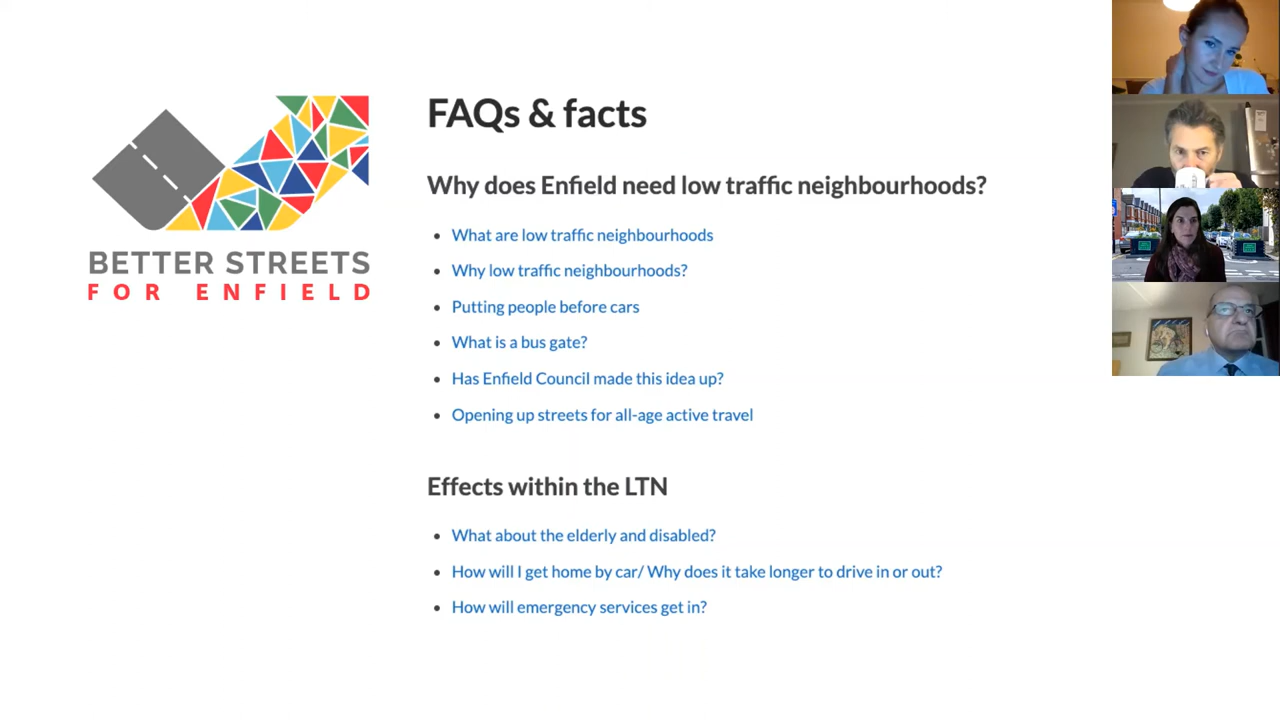 FAQs & facts
Why does Enfield need low traffic neighbourhoods?
What are low traffic neighbourhoods
Why low traffic neighbourhoods?
Putting people before cars
What is a bus gate?
Has Enfield Council made this idea up?
Opening up streets for all-age active travel
BETTER STREETS
FOR ENFIELD
Effects within the LTN
What about the elderly and disabled?
How will I get home by car/ Why does it take longer to drive in or out?
How will emergency services get in?